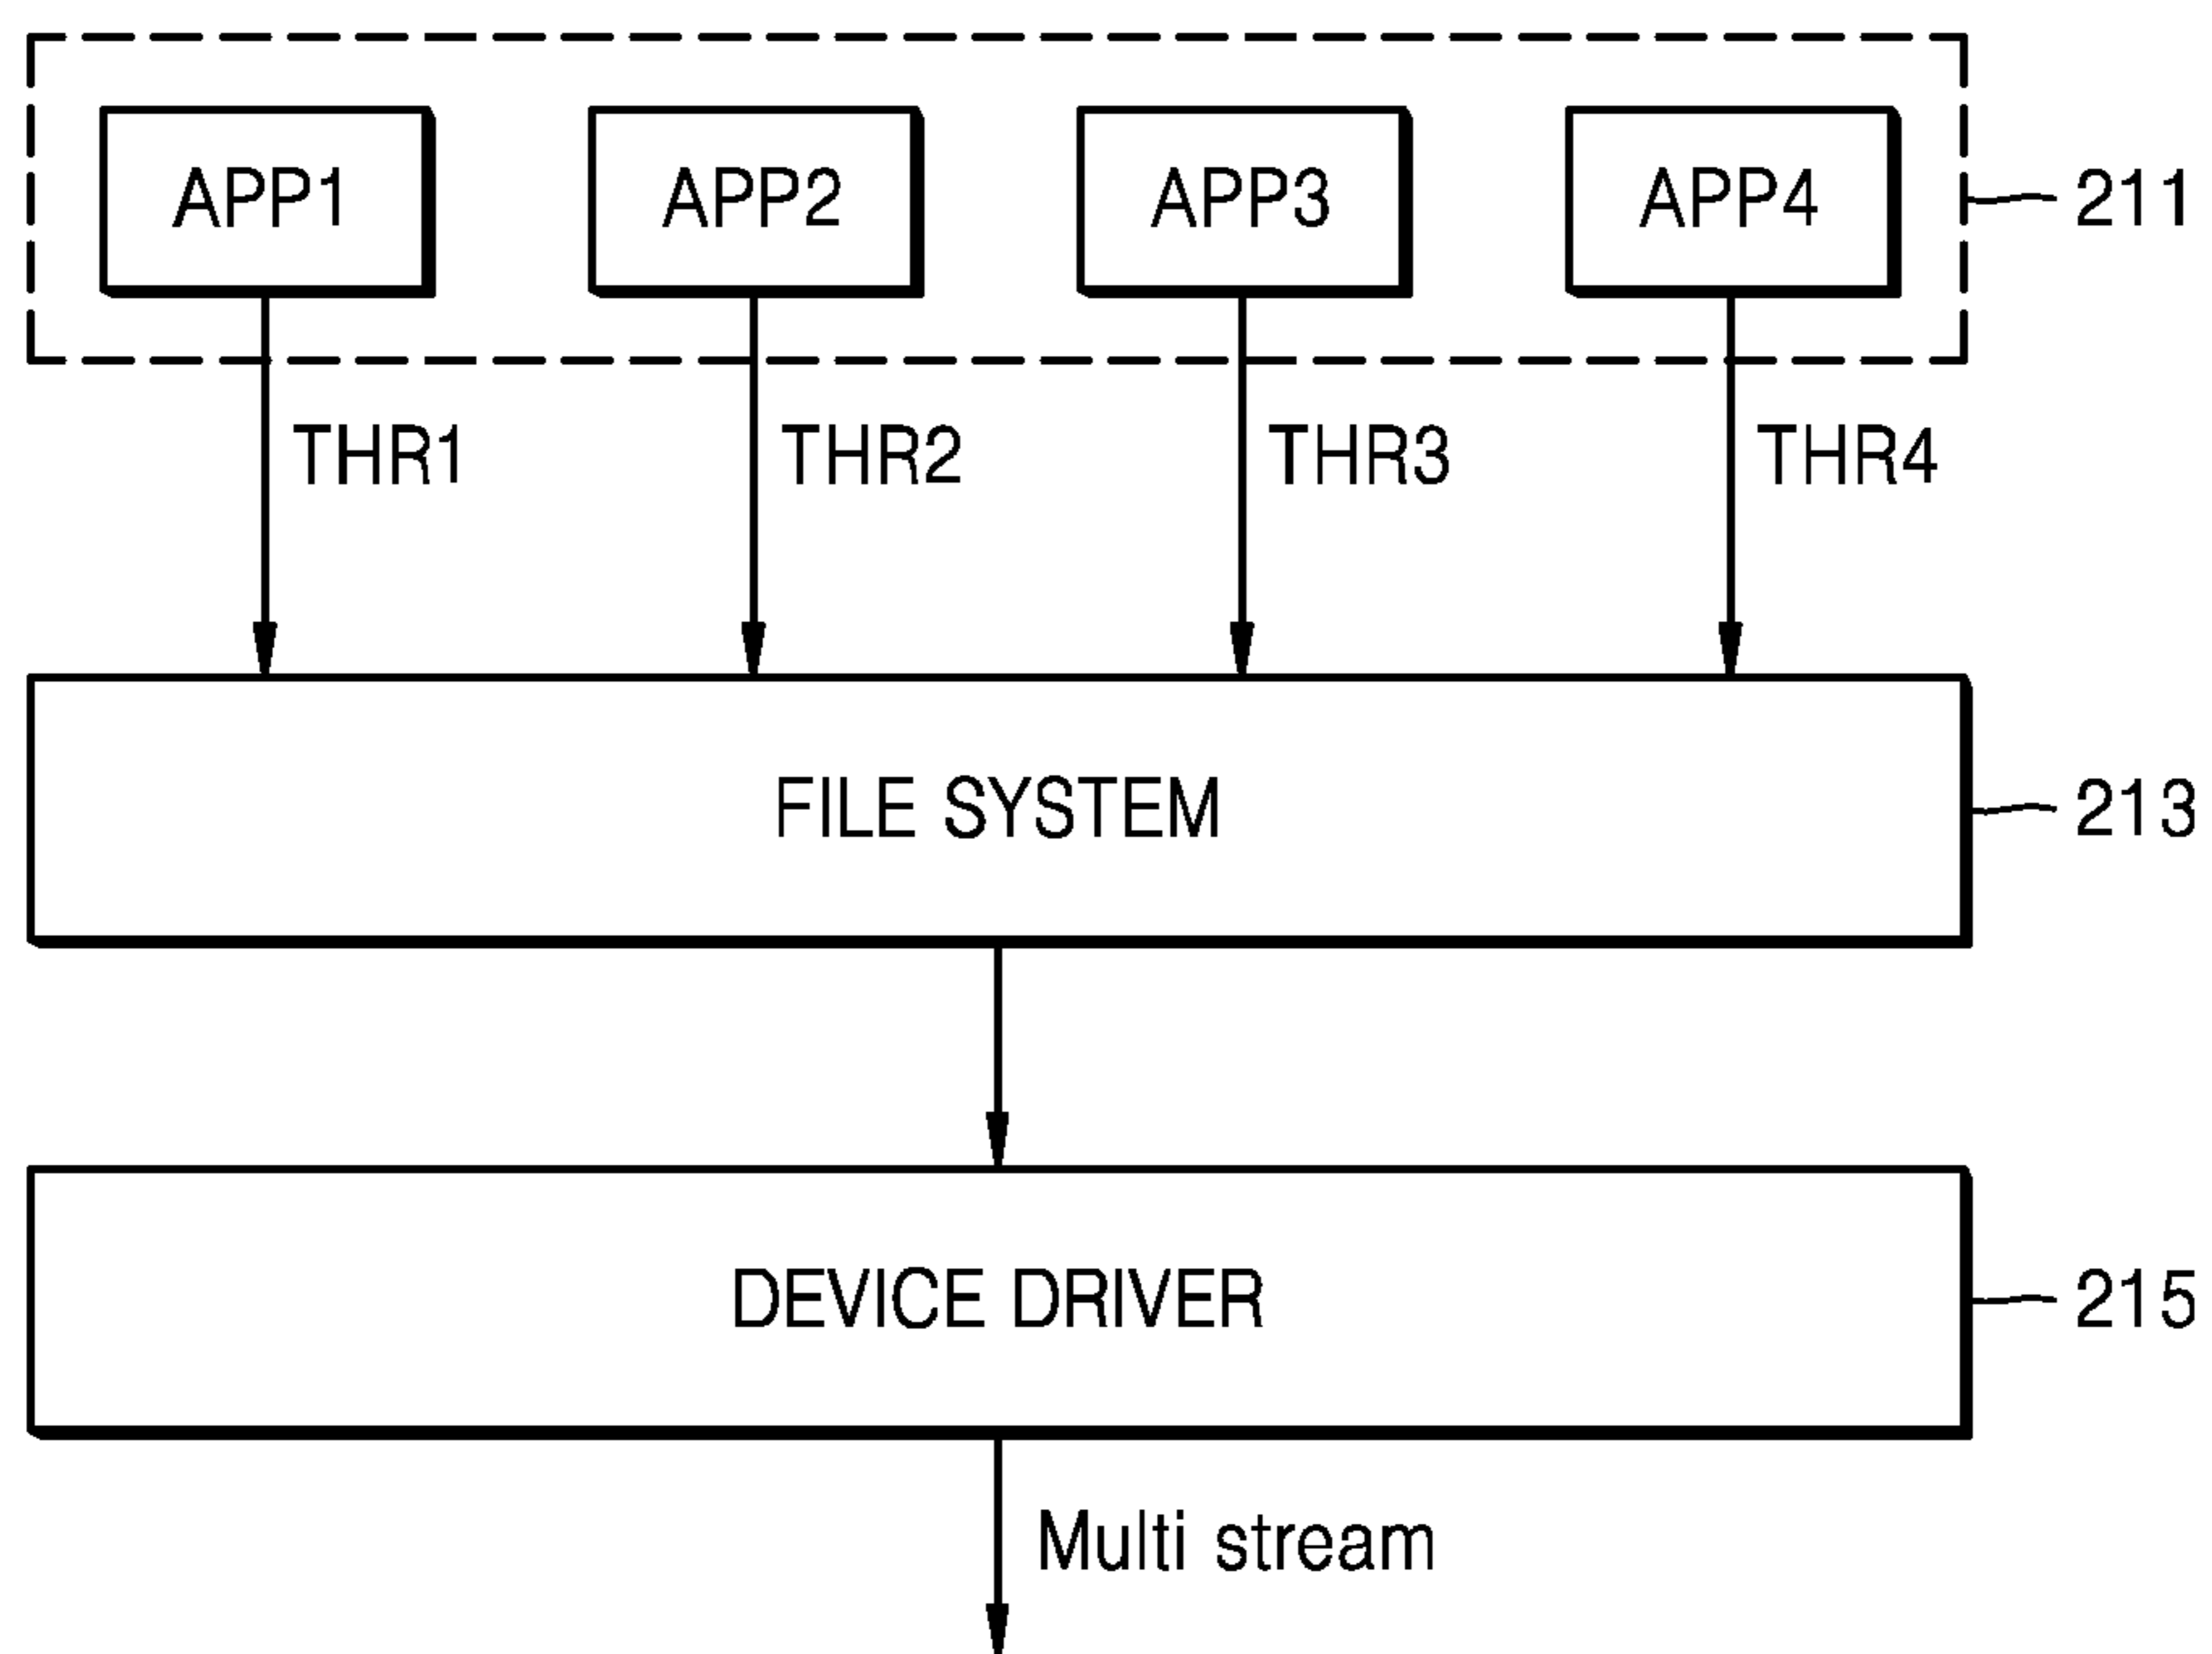 APP1 APP2 APP3 APP4 211
THR1 THR2 THR3 THR4
FILE SYSTEM 213
DEVICE DRIVER 215
Multi stream